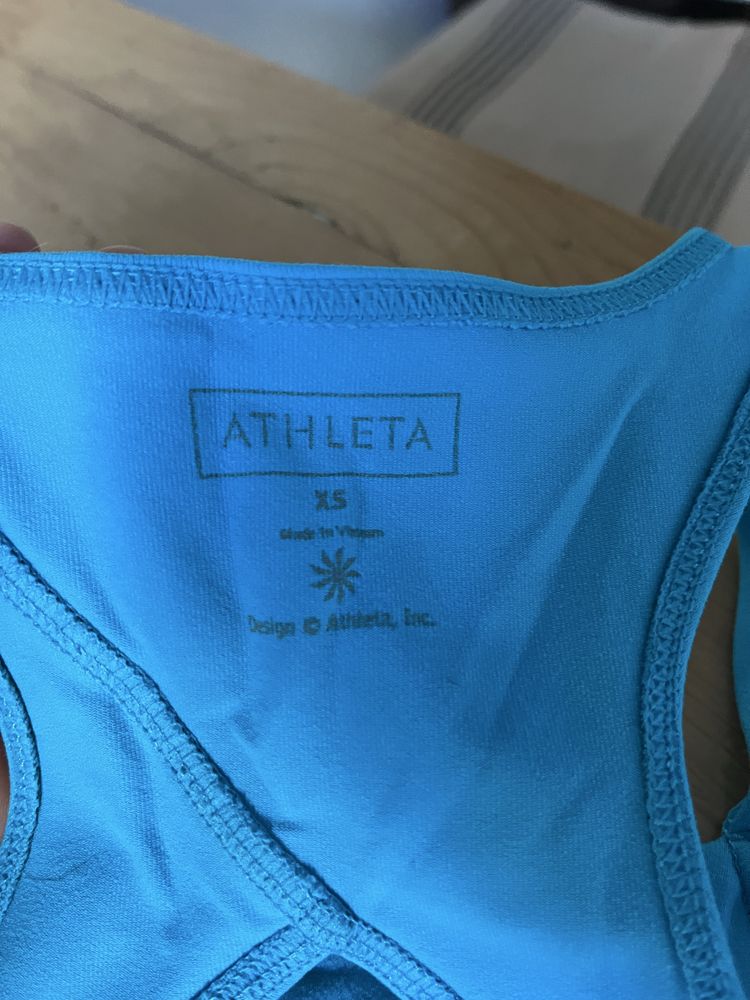 ATHLETA
XS
Made in Vietnam
Design © Athleta, Inc.